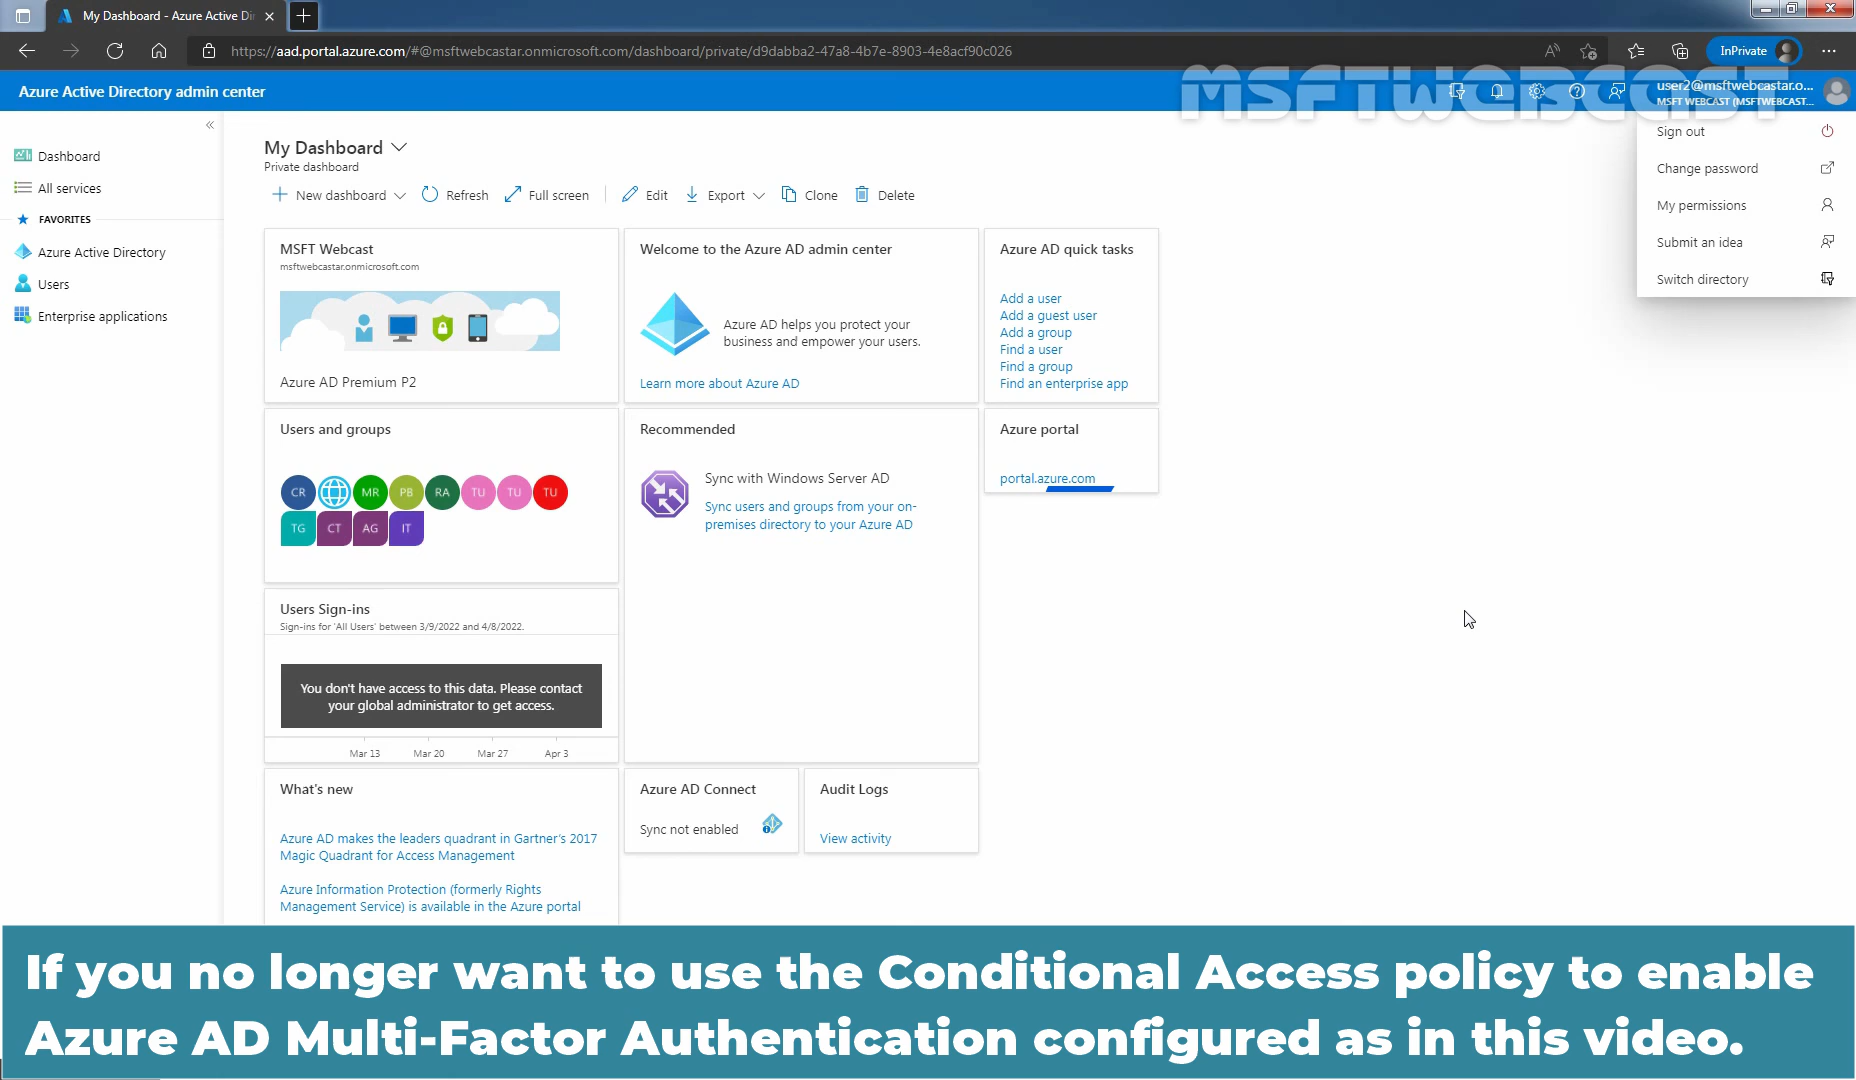 My Dashboard - Azure Active Di
https://aad.portal.azure.com/#@msftwebcastar.onmicrosoft.com/dashboard/private/d9dabba2-47a8-4b7e-8903-4e8acf90c026
InPrivate
Azure Active Directory admin center
MSFTWEBCAST
user2@msftwebcastar.o...
MSFT WEBCAST (MSFTWEBCAST...
Sign out
Change password
My permissions
Submit an idea
Switch directory
Dashboard
All services
FAVORITES
Azure Active Directory
Users
Enterprise applications
My Dashboard
Private dashboard
New dashboard
Refresh
Full screen
Edit
Export
Clone
Delete
MSFT Webcast
msftwebcastar.onmicrosoft.com
Azure AD Premium P2
Welcome to the Azure AD admin center
Azure AD helps you protect your
business and empower your users.
Learn more about Azure AD
Azure AD quick tasks
Add a user
Add a guest user
Add a group
Find a user
Find a group
Find an enterprise app
Users and groups
CR MR PB RA TU TU TU
TG CT AG IT
Recommended
Sync with Windows Server AD
Sync users and groups from your on-
premises directory to your Azure AD
Azure portal
portal.azure.com
Users Sign-ins
Sign-ins for 'All Users' between 3/9/2022 and 4/8/2022.
You don't have access to this data. Please contact
your global administrator to get access.
Mar 13 Mar 20 Mar 27 Apr 3
What's new
Azure AD makes the leaders quadrant in Gartner's 2017
Magic Quadrant for Access Management
Azure Information Protection (formerly Rights
Management Service) is available in the Azure portal
Azure AD Connect
Sync not enabled
Audit Logs
View activity
If you no longer want to use the Conditional Access policy to enable
Azure AD Multi-Factor Authentication configured as in this video.